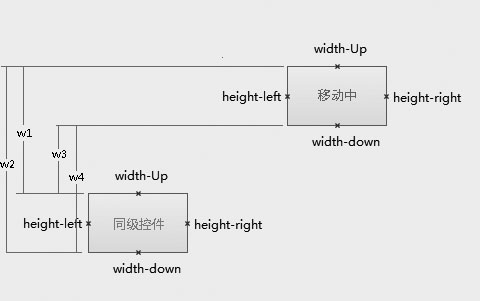 width-Up
height-left
移动中
height-right
width-down
w1
w3
w2
w4
width-Up
height-left
同级控件
height-right
width-down